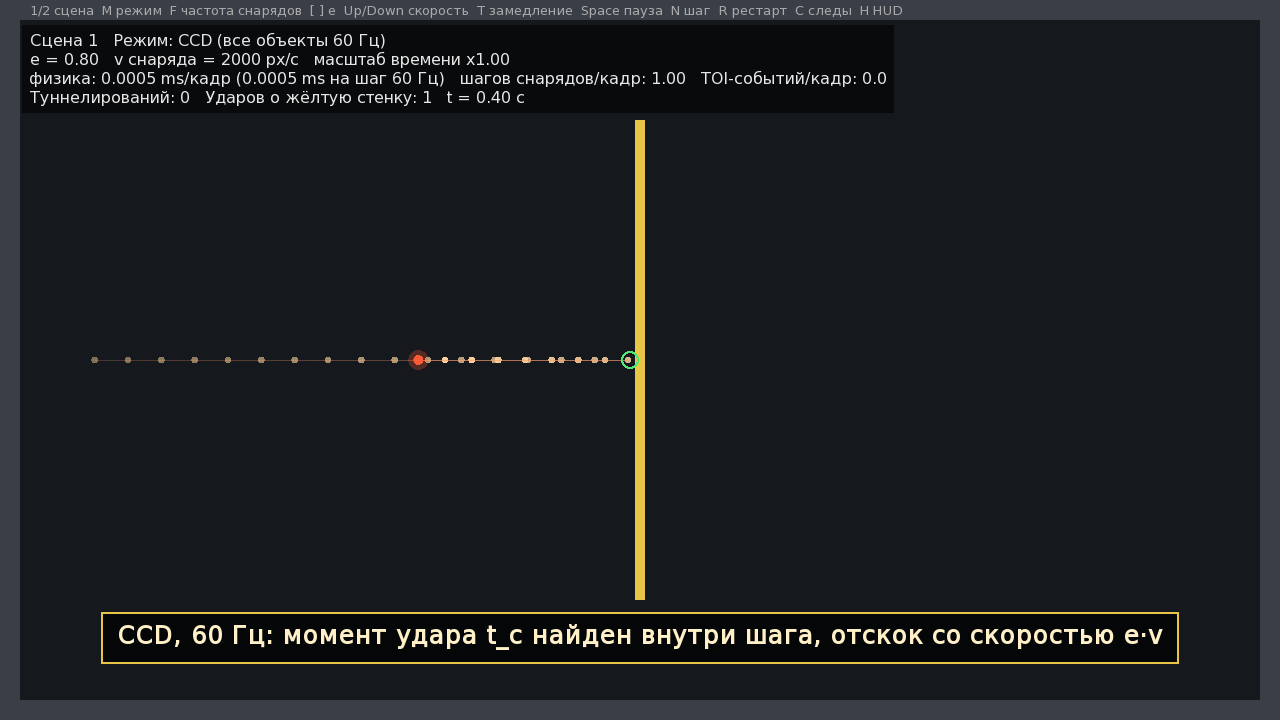 1/2 сцена  M режим  F частота снарядов  [ ] e  Up/Down скорость  T замедление  Space пауза  N шаг  R рестарт  C следы  H HUD
Сцена 1   Режим: CCD (все объекты 60 Гц)
e = 0.80   v снаряда = 2000 px/с   масштаб времени x1.00
физика: 0.0005 ms/кадр (0.0005 ms на шаг 60 Гц)   шагов снарядов/кадр: 1.00   TOI-событий/кадр: 0.0
Туннелирований: 0   Ударов о жёлтую стенку: 1   t = 0.40 с
CCD, 60 Гц: момент удара t_c найден внутри шага, отскок со скоростью e·v